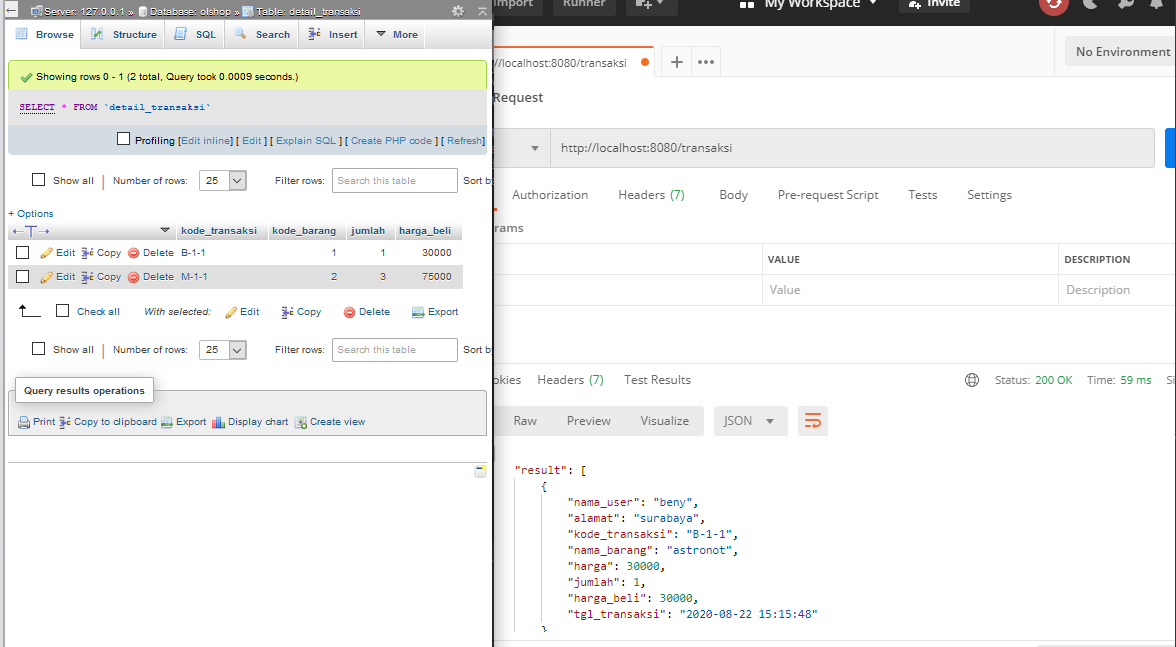 Server: 127.0.0.1 » Database: olshop » Table: detail_transaksi
Browse Structure SQL Search Insert More
Showing rows 0 - 1 (2 total, Query took 0.0009 seconds.)
SELECT * FROM `detail_transaksi`
Profiling [Edit inline] [ Edit ] [ Explain SQL ] [ Create PHP code ] [ Refresh]
Show all | Number of rows: 25 Filter rows: Search this table Sort by
+ Options
kode_transaksi kode_barang jumlah harga_beli
Edit Copy Delete B-1-1 1 1 30000
Edit Copy Delete M-1-1 2 3 75000
Check all With selected: Edit Copy Delete Export
Show all | Number of rows: 25 Filter rows: Search this table Sort by
Query results operations
Print Copy to clipboard Export Display chart Create view
Import Runner My Workspace Invite
//localhost:8080/transaksi
No Environment
Request
http://localhost:8080/transaksi
Authorization Headers (7) Body Pre-request Script Tests Settings
rams
VALUE DESCRIPTION
Value Description
kies Headers (7) Test Results Status: 200 OK Time: 59 ms Si
Raw Preview Visualize JSON
"result": [
{
"nama_user": "beny",
"alamat": "surabaya",
"kode_transaksi": "B-1-1",
"nama_barang": "astronot",
"harga": 30000,
"jumlah": 1,
"harga_beli": 30000,
"tgl_transaksi": "2020-08-22 15:15:48"
}